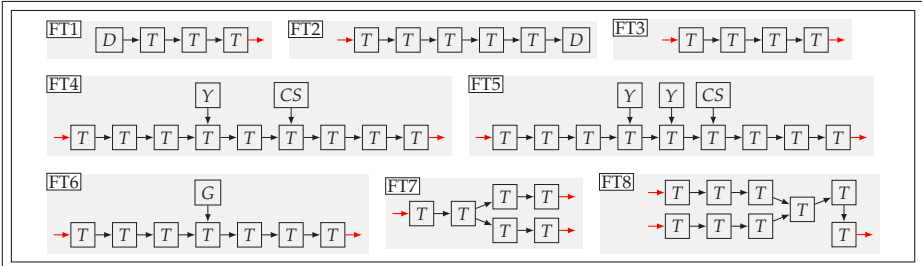 FT1 D T T T
FT2 T T T T T D
FT3 T T T T
FT4 Y CS
T T T T T T T T T
FT5 Y Y CS
T T T T T T T T T
FT6 G
T T T T T T T
FT7 T T
T T
T T
FT8 T T T T
T
T T T T